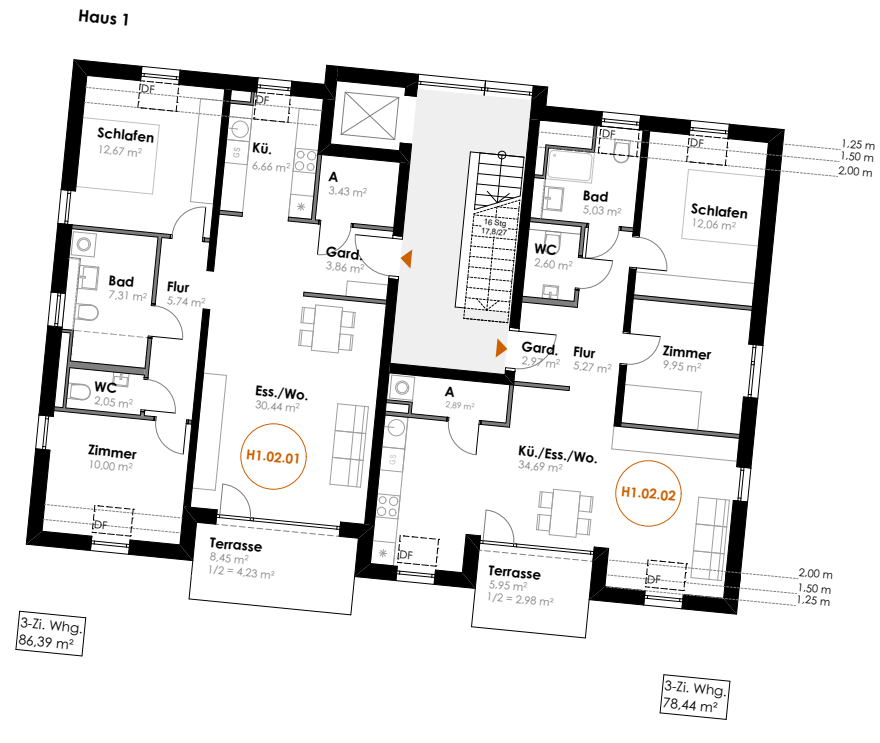 Haus 1
DF
DF
DF
DF
1,25 m
1,50 m
2,00 m
Schlafen
12,67 m²
GS
Kü.
6,66 m²
A
3,43 m²
Bad
5,03 m²
Schlafen
12,06 m²
16 Stg
17,8/27
Gard.
3,86 m²
WC
2,60 m²
Bad
7,31 m²
Flur
5,74 m²
Gard.
2,97 m²
Flur
5,27 m²
Zimmer
9,95 m²
WC
2,05 m²
Ess./Wo.
30,44 m²
A
2,89 m²
Zimmer
10,00 m²
H1.02.01
GS
Kü./Ess./Wo.
34,69 m²
H1.02.02
DF
DF
DF
Terrasse
8,45 m²
1/2 = 4,23 m²
Terrasse
5,95 m²
1/2 = 2,98 m²
2,00 m
1,50 m
1,25 m
3-Zi. Whg.
86,39 m²
3-Zi. Whg.
78,44 m²